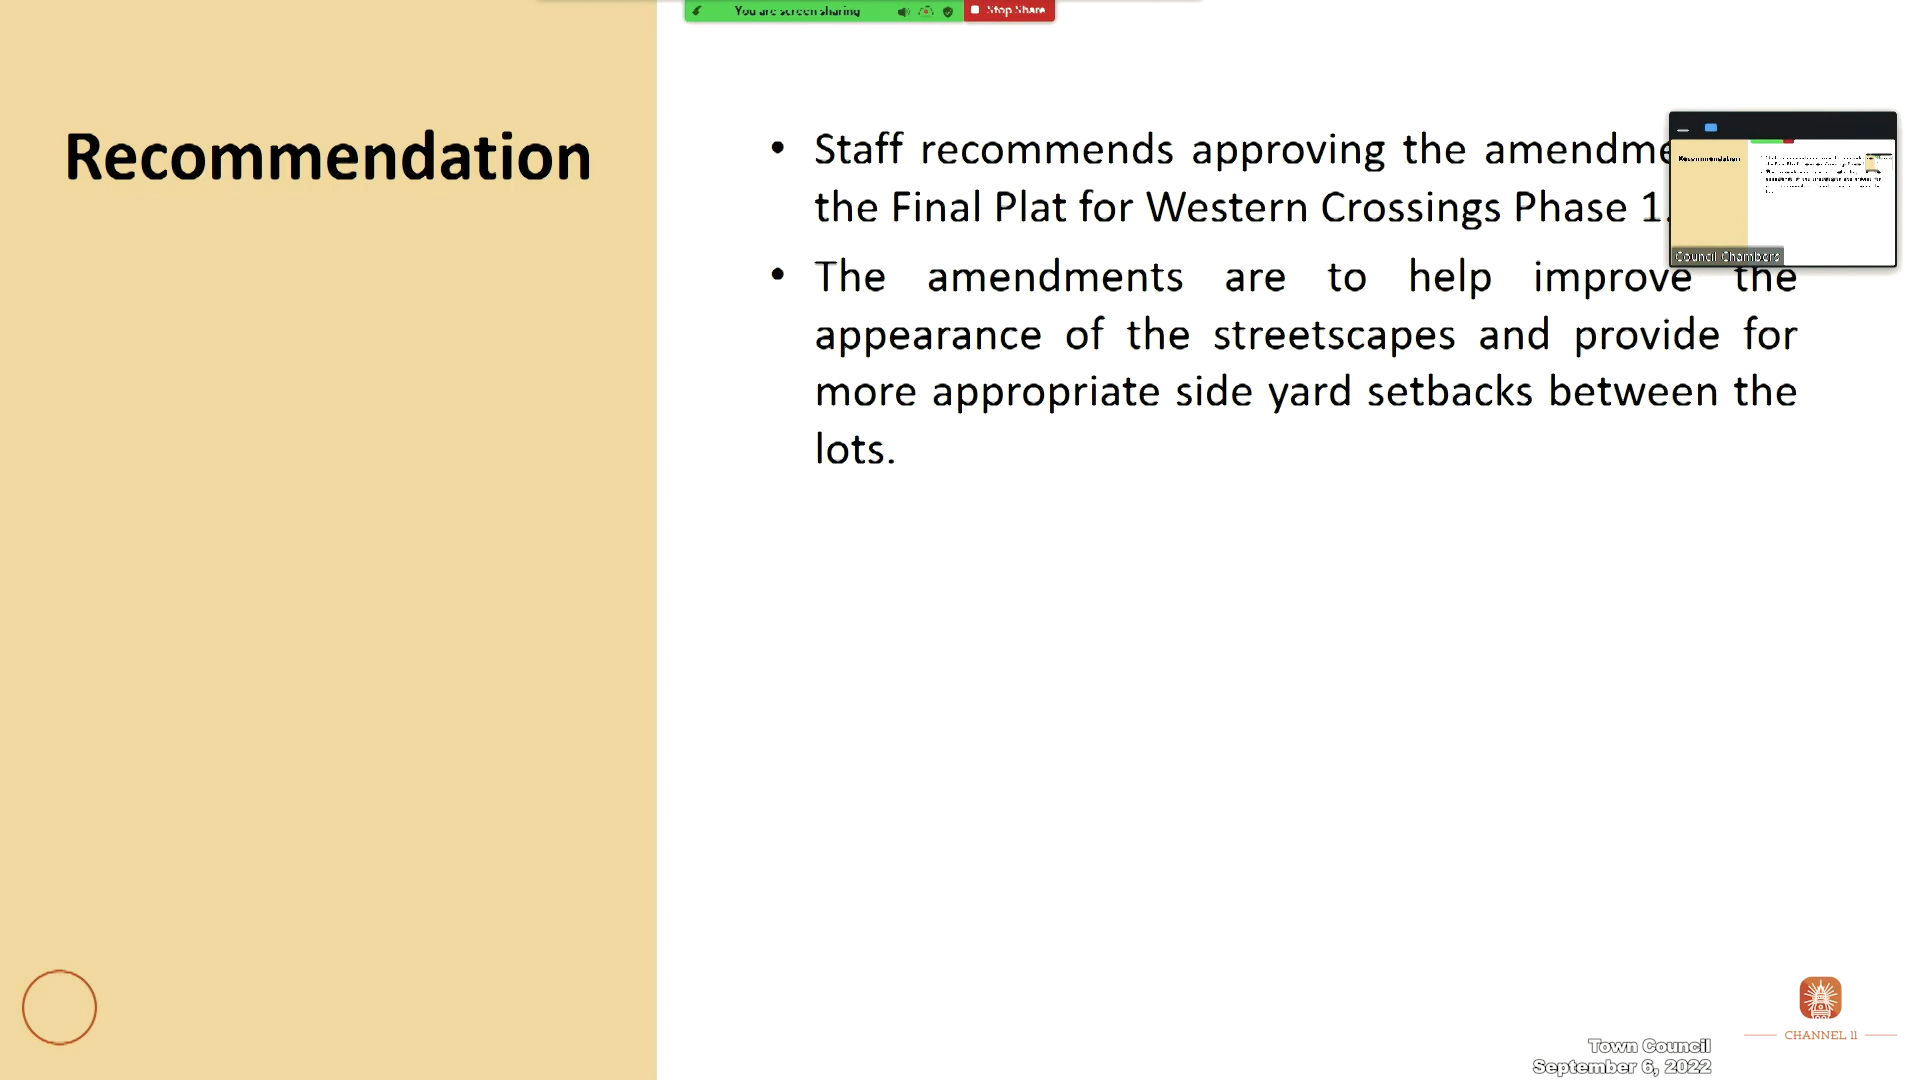 You are screen sharing
Stop Share
Recommendation
• Staff recommends approving the amendme
the Final Plat for Western Crossings Phase 1.
• The amendments are to help improve the
appearance of the streetscapes and provide for
more appropriate side yard setbacks between the
lots.
Recommendation
Council Chambers
CHANNEL 11
Town Council
September 6, 2022